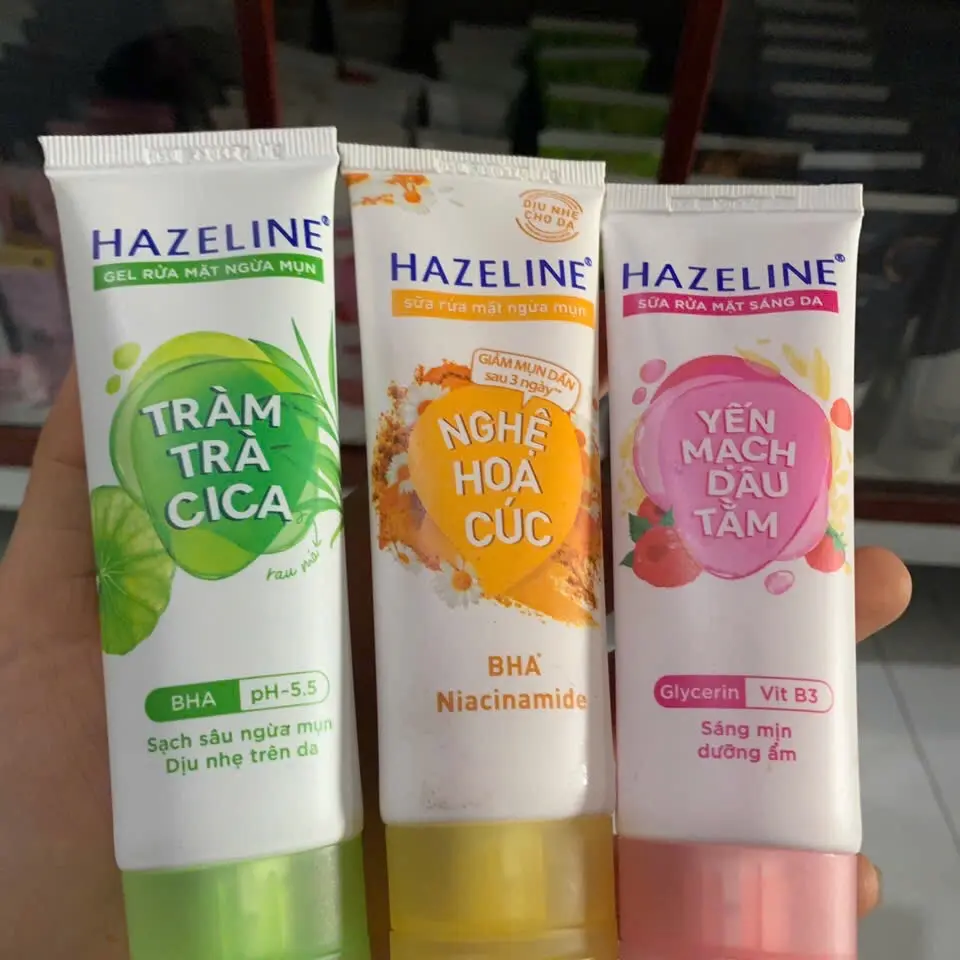 HAZELINE®
GEL RỬA MẶT NGỪA MỤN
TRÀM
TRÀ
CICA
rau má
BHA pH-5.5
Sạch sâu ngừa mụn
Dịu nhẹ trên da
DỊU NHẸ
CHO DA
HAZELINE®
sữa rửa mặt ngừa mụn
GIẢM MỤN DẦN
sau 3 ngày**
NGHỆ
HOA
CÚC
BHA*
Niacinamide
HAZELINE®
SỮA RỬA MẶT SÁNG DA
YẾN
MẠCH
DÂU
TẰM
Glycerin Vit B3
Sáng mịn
dưỡng ẩm